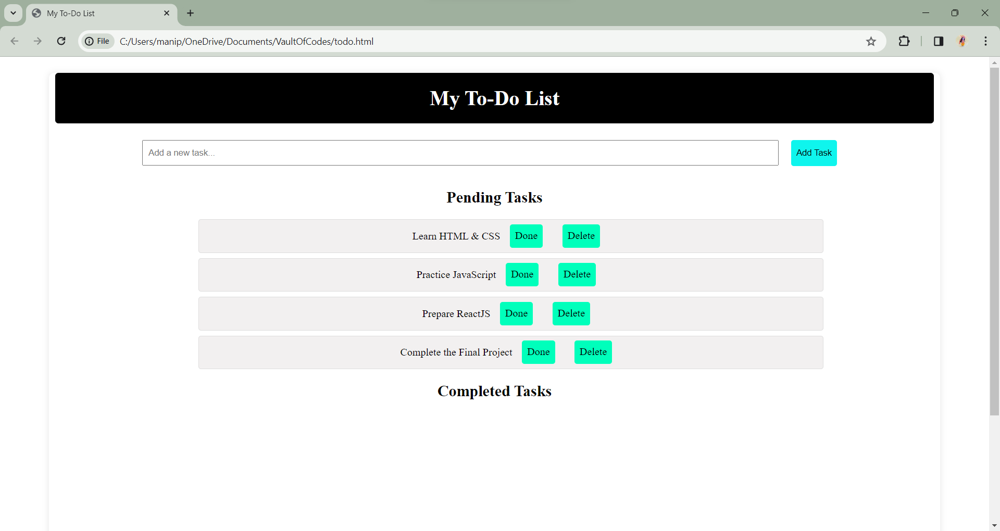 My To-Do List
File C:/Users/manip/OneDrive/Documents/VaultOfCodes/todo.html
My To-Do List
Add a new task... Add Task
Pending Tasks
Learn HTML & CSS Done Delete
Practice JavaScript Done Delete
Prepare ReactJS Done Delete
Complete the Final Project Done Delete
Completed Tasks